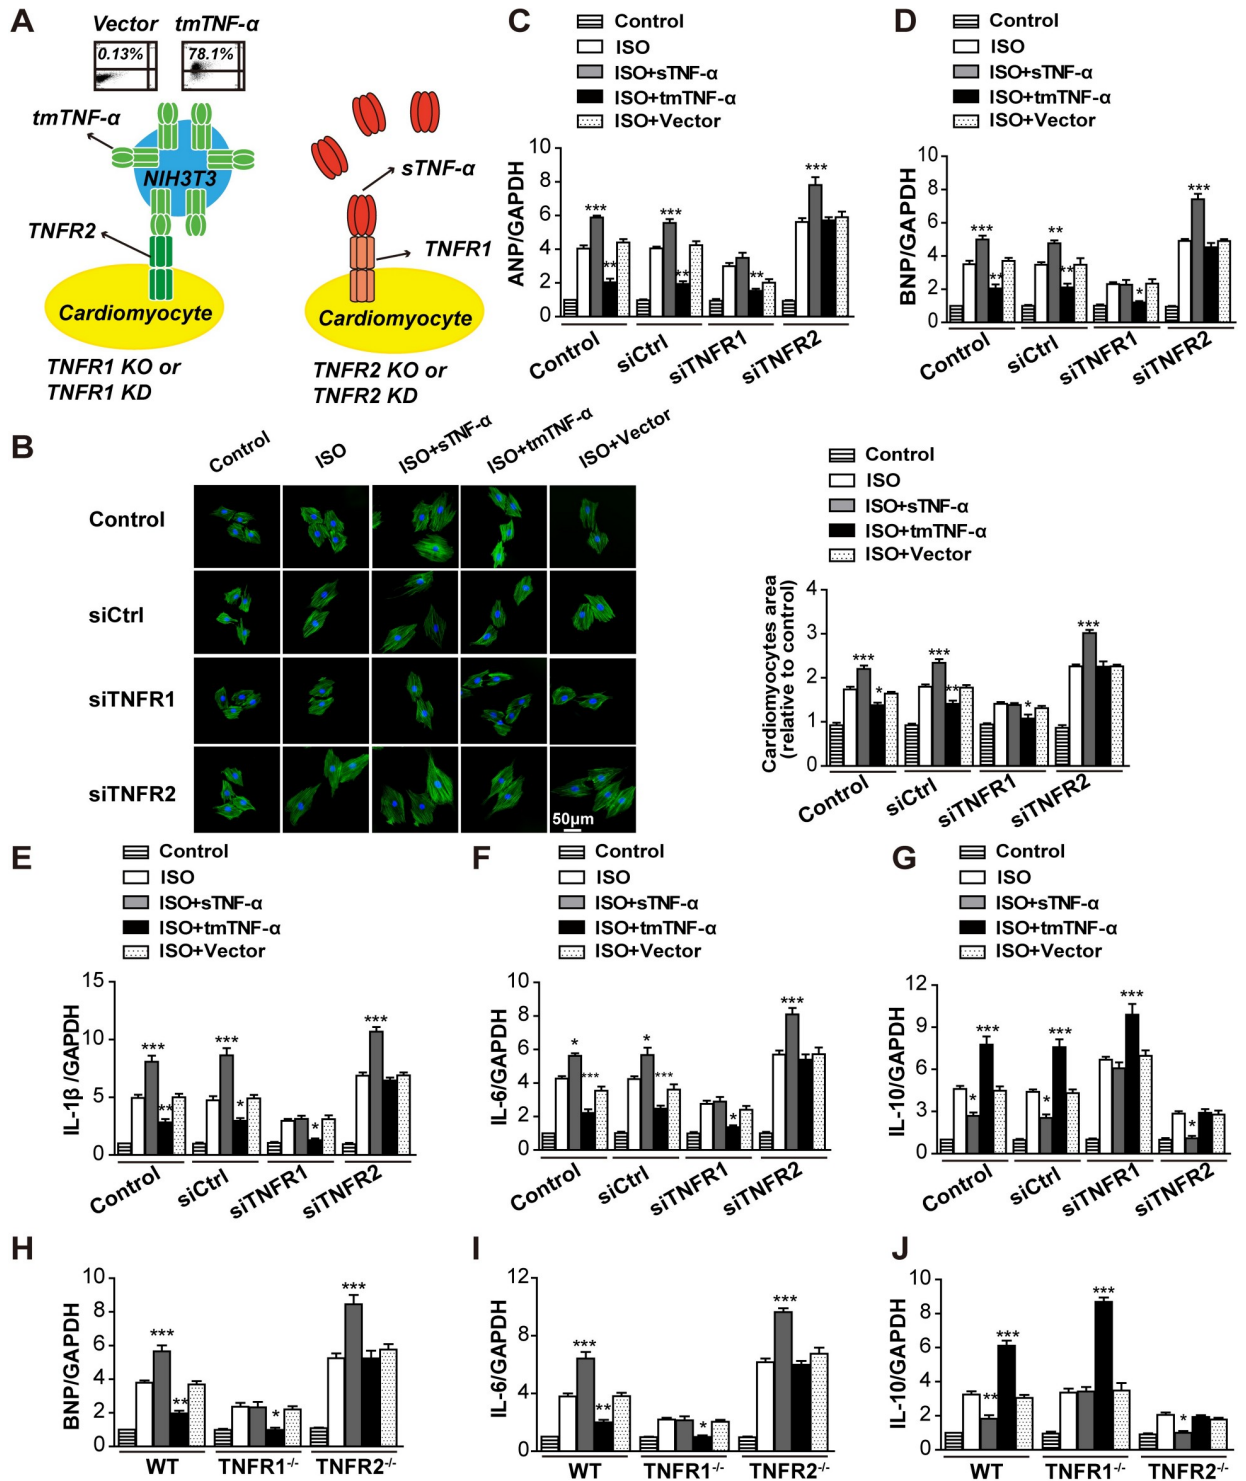 A
Vector tmTNF-α
0.13% 78.1%
tmTNF-α
NIH3T3
sTNF-α
TNFR2
TNFR1
Cardiomyocyte
Cardiomyocyte
TNFR1 KO or
TNFR1 KD
TNFR2 KO or
TNFR2 KD
C
Control
ISO
ISO+sTNF-α
ISO+tmTNF-α
ISO+Vector
ANP/GAPDH
10
8
6
4
2
0
*** ** *** ** ** ***
Control siCtrl siTNFR1 siTNFR2
D
Control
ISO
ISO+sTNF-α
ISO+tmTNF-α
ISO+Vector
BNP/GAPDH
10
8
6
4
2
0
*** ** ** ** * ***
Control siCtrl siTNFR1 siTNFR2
B
Control ISO ISO+sTNF-α ISO+tmTNF-α ISO+Vector
Control
siCtrl
siTNFR1
siTNFR2
50μm
Control
ISO
ISO+sTNF-α
ISO+tmTNF-α
ISO+Vector
Cardiomyocytes area
(relative to control)
4
3
2
1
0
*** * *** ** * ***
Control siCtrl siTNFR1 siTNFR2
E
Control
ISO
ISO+sTNF-α
ISO+tmTNF-α
ISO+Vector
IL-1β /GAPDH
15
10
5
0
*** ** *** * * ***
Control siCtrl siTNFR1 siTNFR2
F
Control
ISO
ISO+sTNF-α
ISO+tmTNF-α
ISO+Vector
IL-6/GAPDH
10
8
6
4
2
0
* *** * *** * ***
Control siCtrl siTNFR1 siTNFR2
G
Control
ISO
ISO+sTNF-α
ISO+tmTNF-α
ISO+Vector
IL-10/GAPDH
12
9
6
3
0
* *** * *** *** *
Control siCtrl siTNFR1 siTNFR2
H
BNP/GAPDH
10
8
6
4
2
0
*** ** * ***
WT TNFR1-/- TNFR2-/-
I
IL-6/GAPDH
12
8
4
0
*** ** * ***
WT TNFR1-/- TNFR2-/-
J
IL-10/GAPDH
10
8
6
4
2
0
** *** *** *
WT TNFR1-/- TNFR2-/-